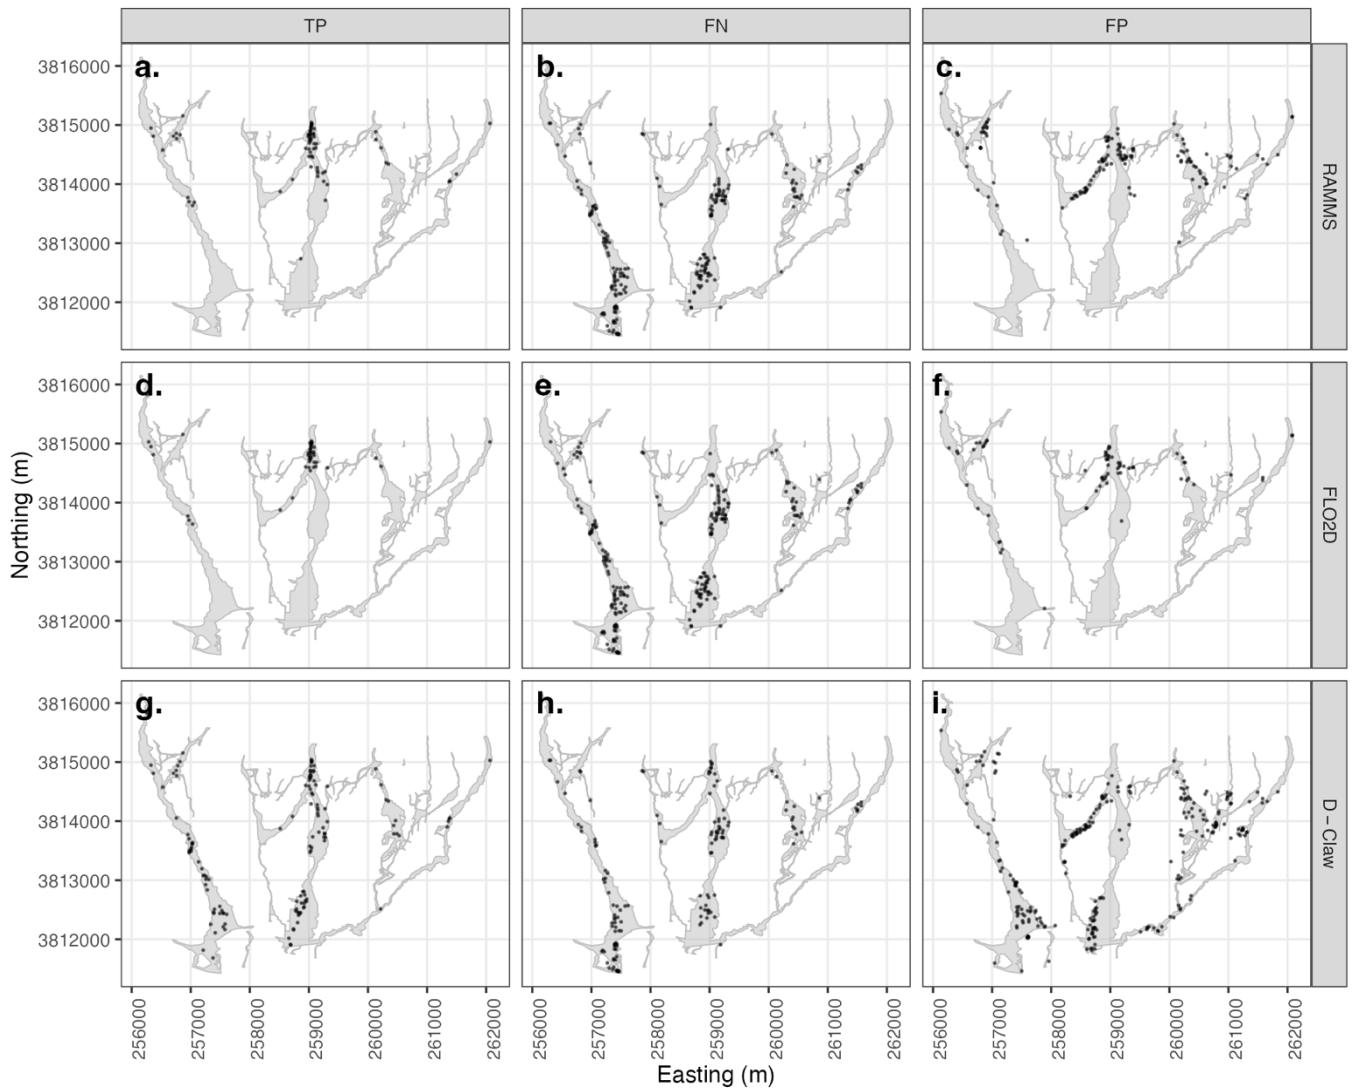 TP FN FP
a. b. c.
3816000
3815000
3814000
3813000
3812000
RAMMS
d. e. f.
3816000
3815000
3814000
3813000
3812000
FLO2D
g. h. i.
3816000
3815000
3814000
3813000
3812000
D – Claw
Northing (m)
256000 257000 258000 259000 260000 261000 262000 256000 257000 258000 259000 260000 261000 262000 256000 257000 258000 259000 260000 261000 262000
Easting (m)